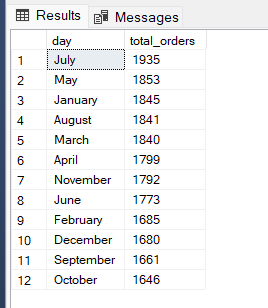 Results Messages
day total_orders
1 July 1935
2 May 1853
3 January 1845
4 August 1841
5 March 1840
6 April 1799
7 November 1792
8 June 1773
9 February 1685
10 December 1680
11 September 1661
12 October 1646